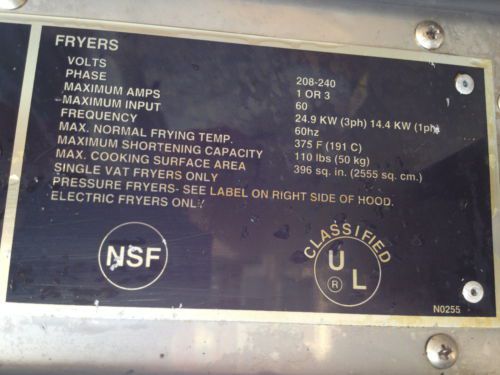 FRYERS
VOLTS 208-240
PHASE 1 OR 3
MAXIMUM AMPS 60
MAXIMUM INPUT 24.9 KW (3ph) 14.4 KW (1ph)
FREQUENCY 60hz
MAX. NORMAL FRYING TEMP. 375 F (191 C)
MAXIMUM SHORTENING CAPACITY 110 lbs (50 kg)
MAX. COOKING SURFACE AREA 396 sq. in. (2555 sq. cm.)
SINGLE VAT FRYERS ONLY
PRESSURE FRYERS- SEE LABEL ON RIGHT SIDE OF HOOD.
ELECTRIC FRYERS ONLY
NSF
CLASSIFIED
UL
®
N0255